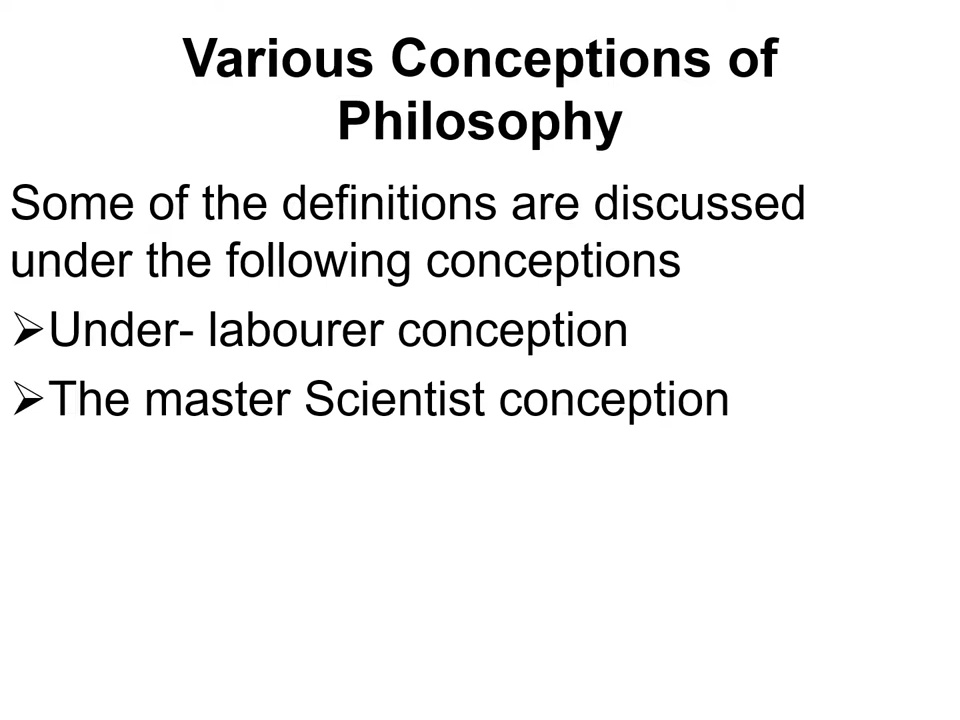 Various Conceptions of
Philosophy
Some of the definitions are discussed
under the following conceptions
➢Under- labourer conception
➢The master Scientist conception